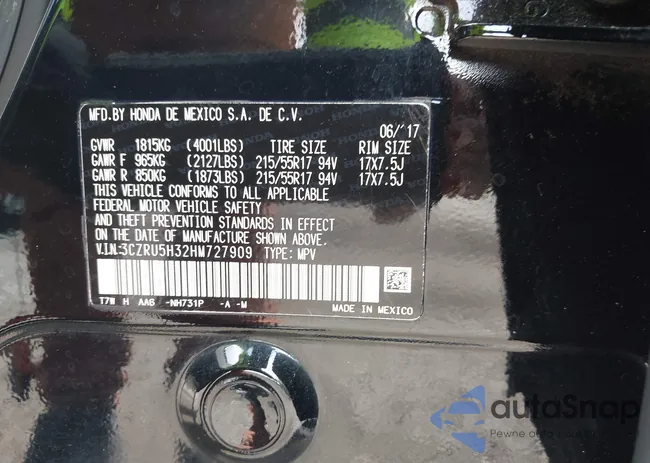 MFD.BY HONDA DE MEXICO S.A. DE C.V.
06/'17
GVWR 1815KG (4001LBS) TIRE SIZE RIM SIZE
GAWR F 965KG (2127LBS) 215/55R17 94V 17X7.5J
GAWR R 850KG (1873LBS) 215/55R17 94V 17X7.5J
THIS VEHICLE CONFORMS TO ALL APPLICABLE
FEDERAL MOTOR VEHICLE SAFETY
AND THEFT PREVENTION STANDARDS IN EFFECT
ON THE DATE OF MANUFACTURE SHOWN ABOVE.
V.I.N:3CZRU5H32HM727909 TYPE: MPV
T7W H AA6 -NH731P -A -M
MADE IN MEXICO
autoSnap
Pewne auto